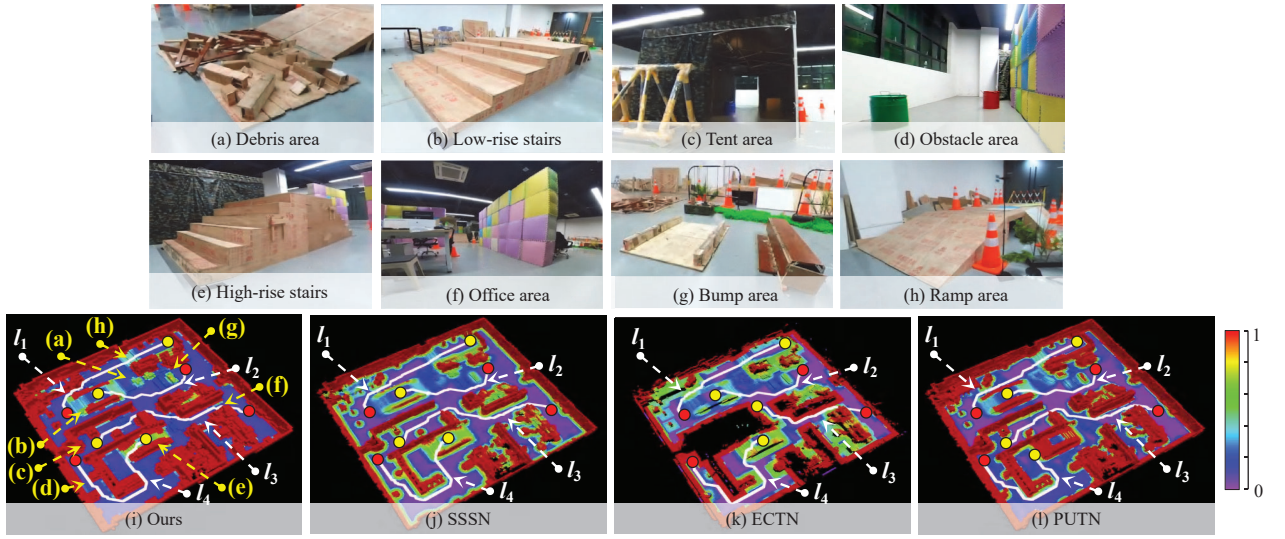 (a) Debris area
(b) Low-rise stairs
(c) Tent area
(d) Obstacle area
(e) High-rise stairs
(f) Office area
(g) Bump area
(h) Ramp area
l1
(a)
(h)
(g)
l2
(f)
(b)
(c)
(d)
l4
(e)
l3
(i) Ours
l1
l2
l3
l4
(j) SSSN
l1
l2
l3
l4
(k) ECTN
l1
l2
l3
l4
(l) PUTN
1
0